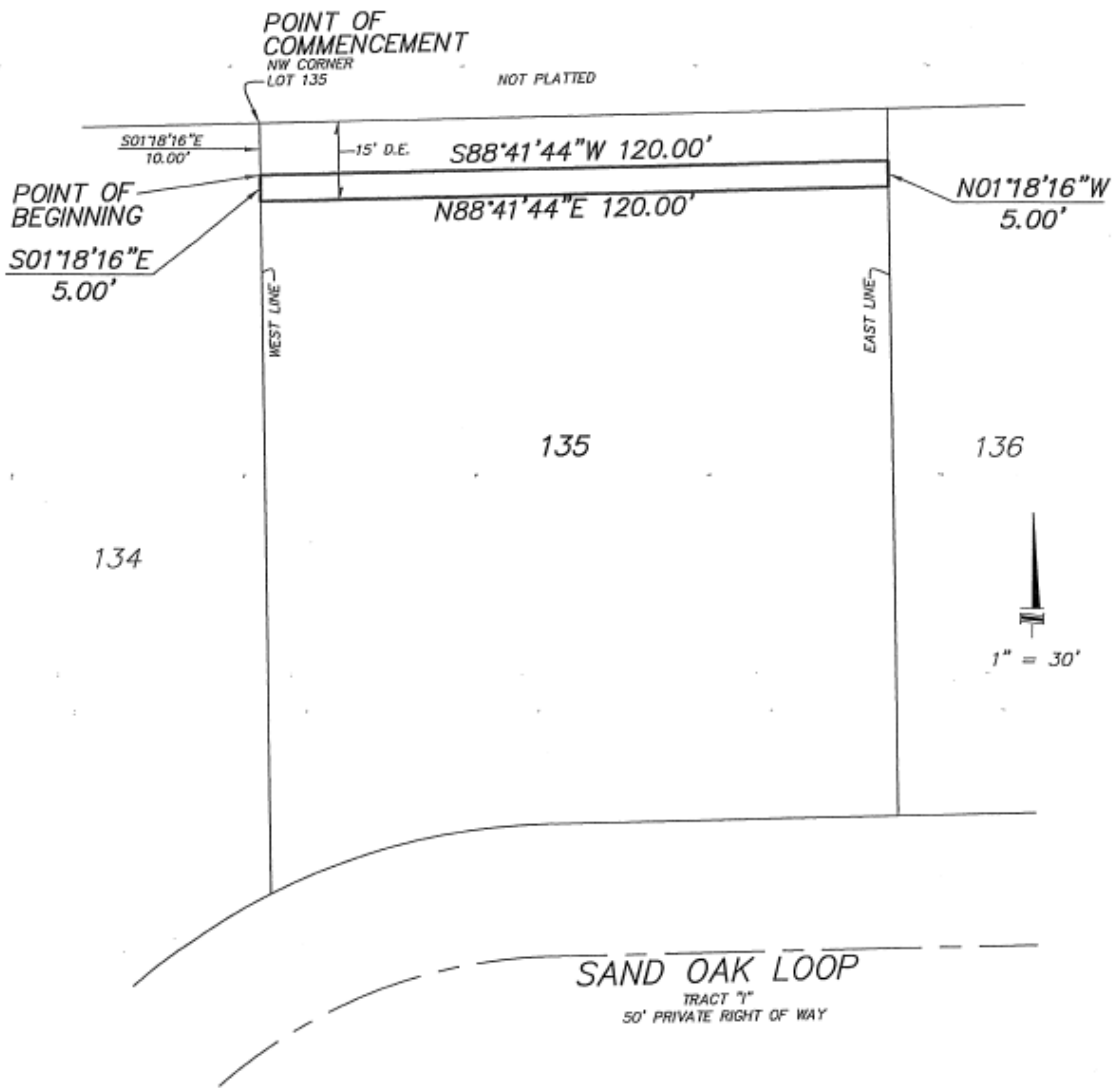 POINT OF
COMMENCEMENT
NW CORNER
LOT 135
NOT PLATTED
S01°18'16"E
10.00'
15' D.E.
S88°41'44"W 120.00'
POINT OF
BEGINNING
N88°41'44"E 120.00'
N01°18'16"W
5.00'
S01°18'16"E
5.00'
WEST LINE
EAST LINE
135
136
134
N
1" = 30'
SAND OAK LOOP
TRACT "I"
50' PRIVATE RIGHT OF WAY